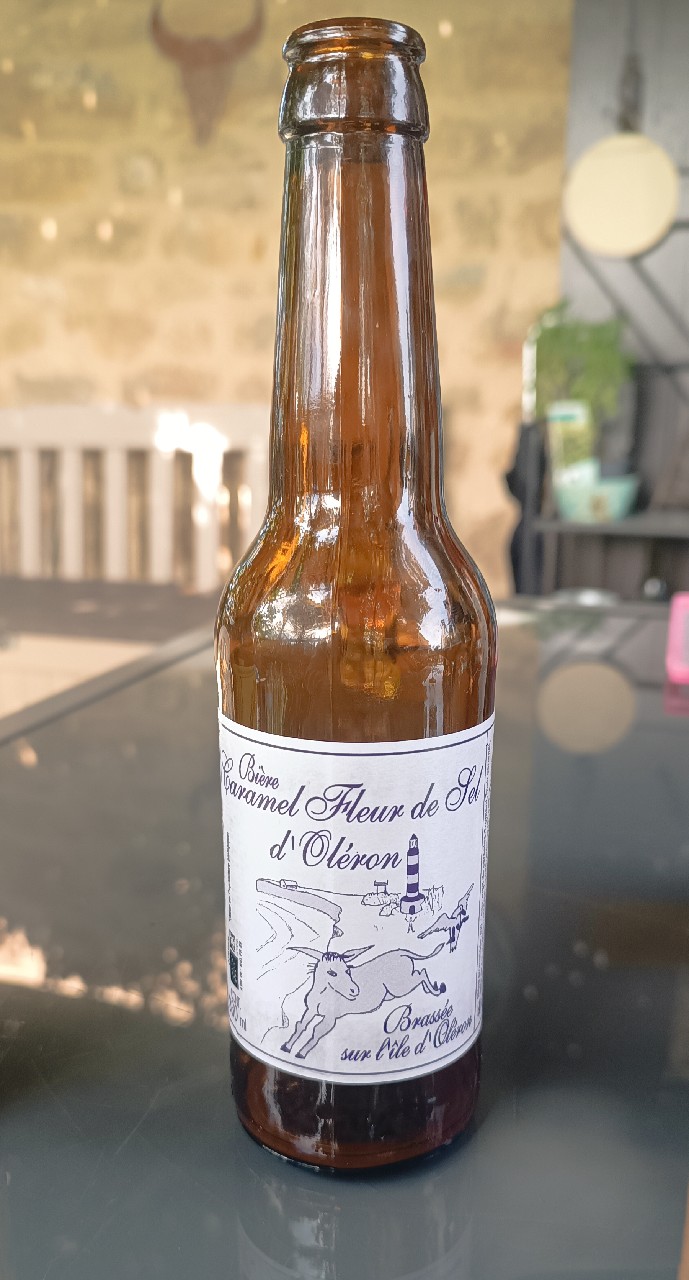 Bière
Caramel Fleur de Sel
d'Oléron
Brassée
sur l'île d'Oléron